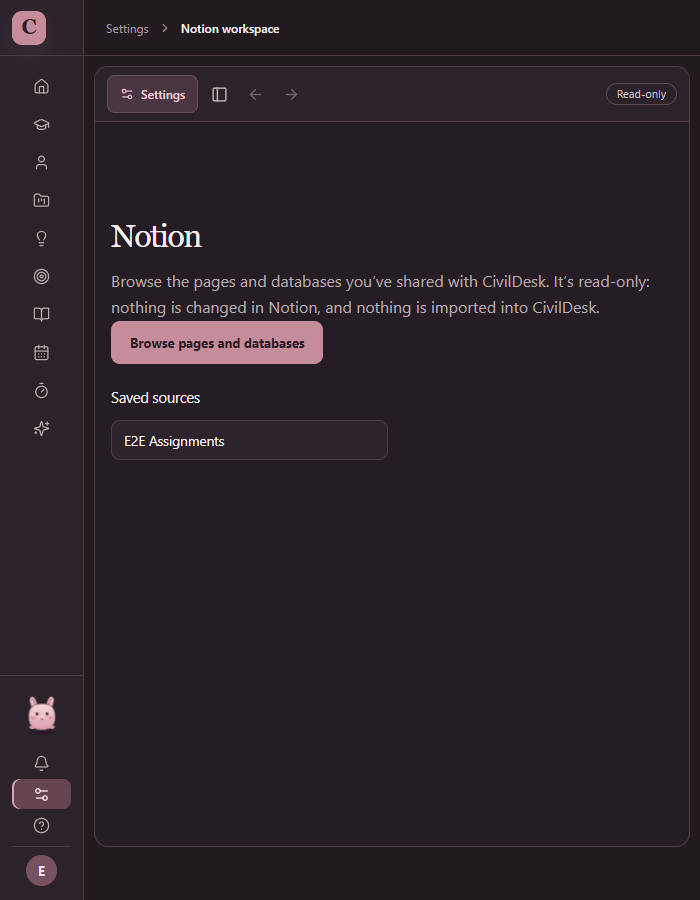 C
Settings > Notion workspace
Settings
Read-only
Notion
Browse the pages and databases you’ve shared with CivilDesk. It’s read-only:
nothing is changed in Notion, and nothing is imported into CivilDesk.
Browse pages and databases
Saved sources
E2E Assignments
E